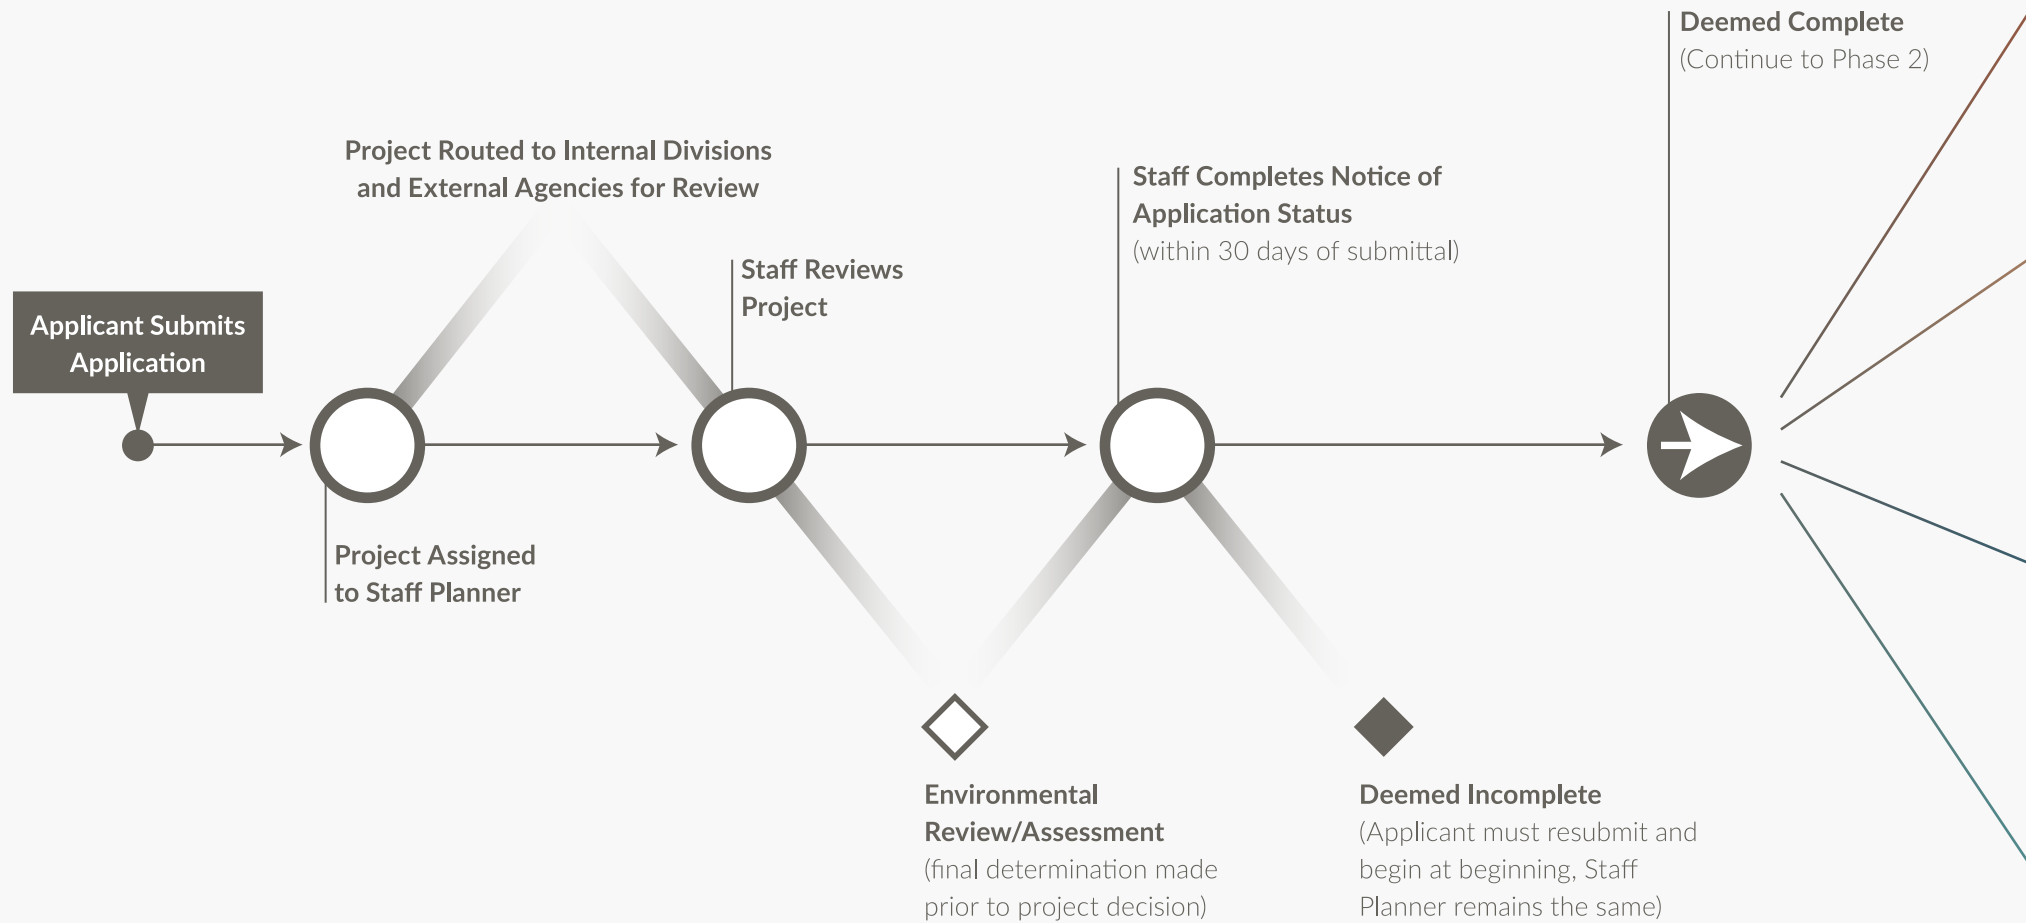 Applicant Submits
Application
Project Assigned
to Staff Planner
Project Routed to Internal Divisions
and External Agencies for Review
Staff Reviews
Project
Environmental
Review/Assessment
(final determination made
prior to project decision)
Staff Completes Notice of
Application Status
(within 30 days of submittal)
Deemed Incomplete
(Applicant must resubmit and
begin at beginning, Staff
Planner remains the same)
Deemed Complete
(Continue to Phase 2)